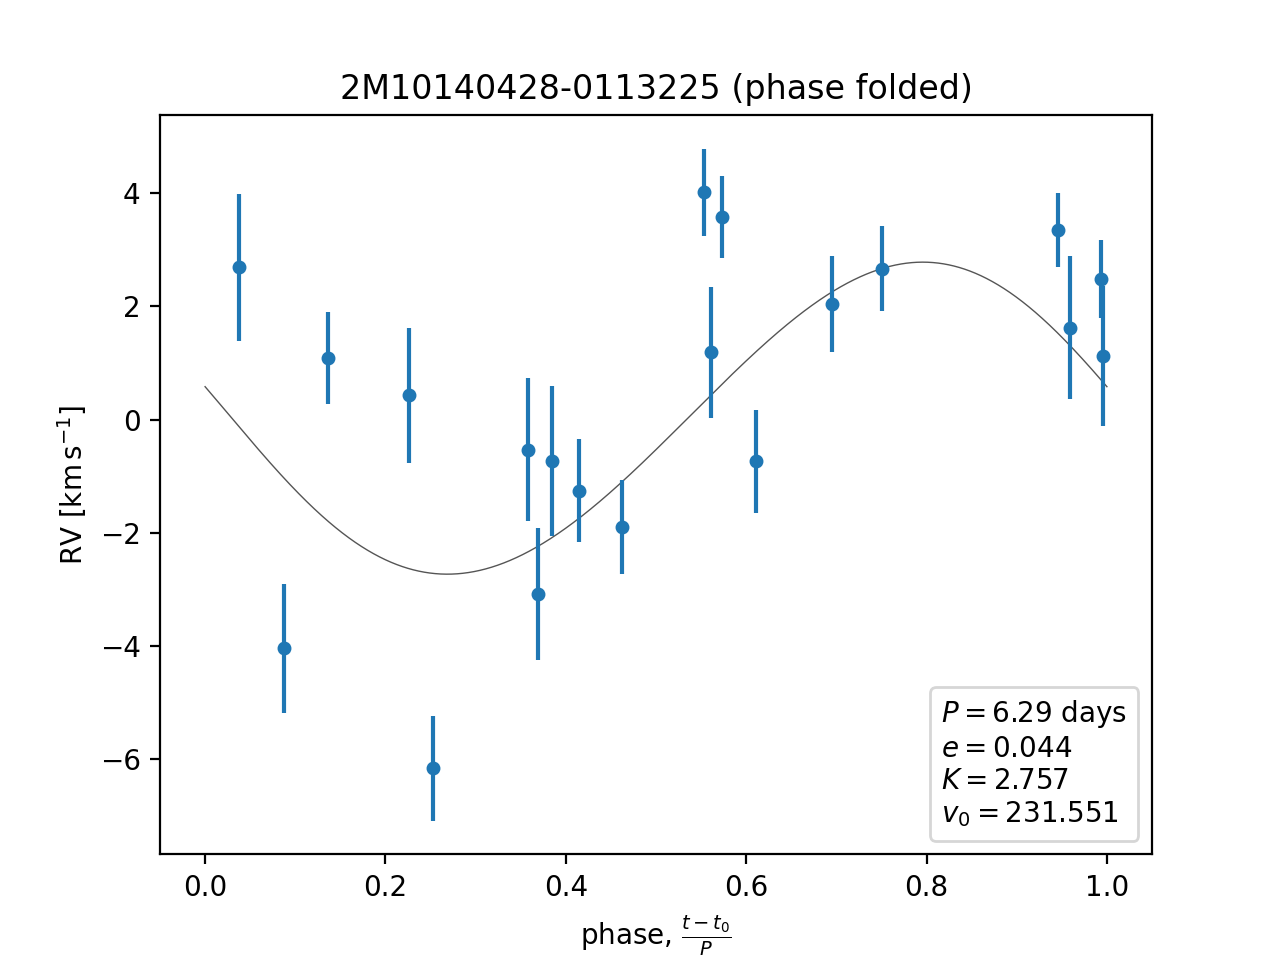 2M10140428-0113225 (phase folded)
RV [km s⁻¹]
4
2
0
−2
−4
−6
P = 6.29 days
e = 0.044
K = 2.757
v₀ = 231.551
0.0 0.2 0.4 0.6 0.8 1.0
phase, (t − t₀)/P